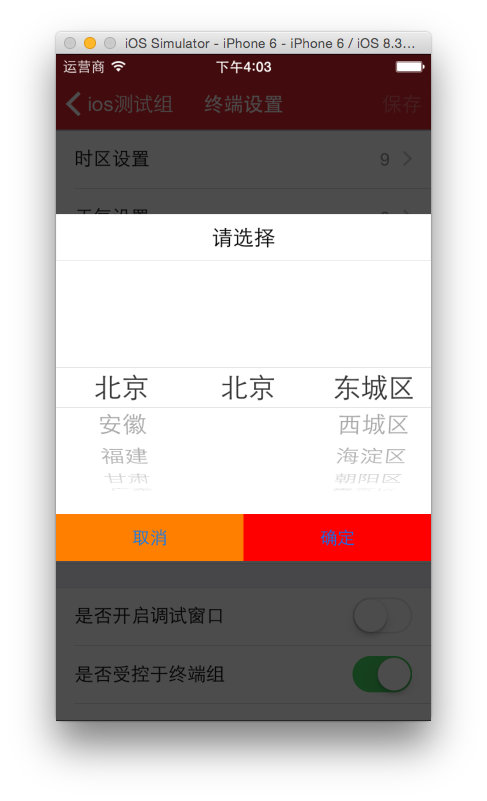 iOS Simulator - iPhone 6 - iPhone 6 / iOS 8.3...
运营商 下午4:03
ios测试组 终端设置 保存
时区设置 9
请选择
北京 北京 东城区
安徽 西城区
福建 海淀区
甘肃 朝阳区
取消 确定
是否开启调试窗口
是否受控于终端组